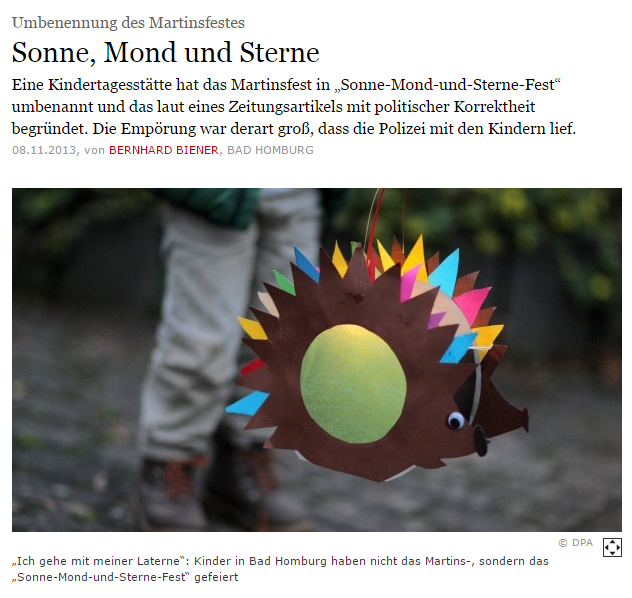 Umbenennung des Martinsfestes
Sonne, Mond und Sterne
Eine Kindertagesstätte hat das Martinsfest in „Sonne-Mond-und-Sterne-Fest“
umbenannt und das laut eines Zeitungsartikels mit politischer Korrektheit
begründet. Die Empörung war derart groß, dass die Polizei mit den Kindern lief.
08.11.2013, von BERNHARD BIENER, BAD HOMBURG
© DPA
„Ich gehe mit meiner Laterne“: Kinder in Bad Homburg haben nicht das Martins-, sondern das
„Sonne-Mond-und-Sterne-Fest“ gefeiert